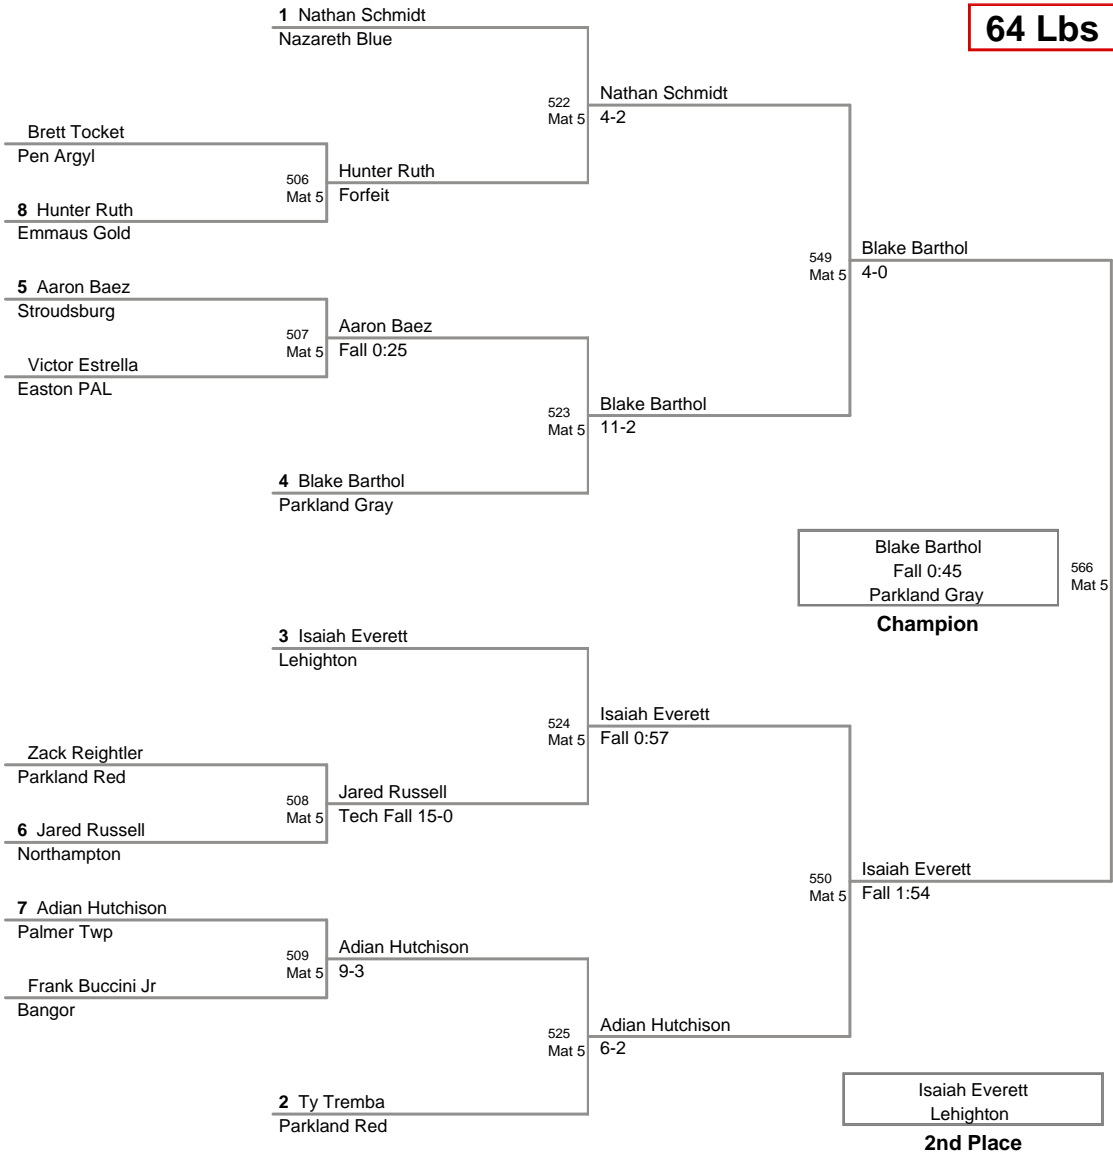 1 Nathan Schmidt
Nazareth Blue
64 Lbs
522
Mat 5
Nathan Schmidt
4-2
Brett Tocket
Pen Argyl
506
Mat 5
Hunter Ruth
Forfeit
8 Hunter Ruth
Emmaus Gold
549
Mat 5
Blake Barthol
4-0
5 Aaron Baez
Stroudsburg
507
Mat 5
Aaron Baez
Fall 0:25
Victor Estrella
Easton PAL
523
Mat 5
Blake Barthol
11-2
4 Blake Barthol
Parkland Gray
Blake Barthol
Fall 0:45
Parkland Gray
Champion
566
Mat 5
3 Isaiah Everett
Lehighton
524
Mat 5
Isaiah Everett
Fall 0:57
Zack Reightler
Parkland Red
508
Mat 5
Jared Russell
Tech Fall 15-0
6 Jared Russell
Northampton
550
Mat 5
Isaiah Everett
Fall 1:54
7 Adian Hutchison
Palmer Twp
509
Mat 5
Adian Hutchison
9-3
Frank Buccini Jr
Bangor
525
Mat 5
Adian Hutchison
6-2
2 Ty Tremba
Parkland Red
Isaiah Everett
Lehighton
2nd Place